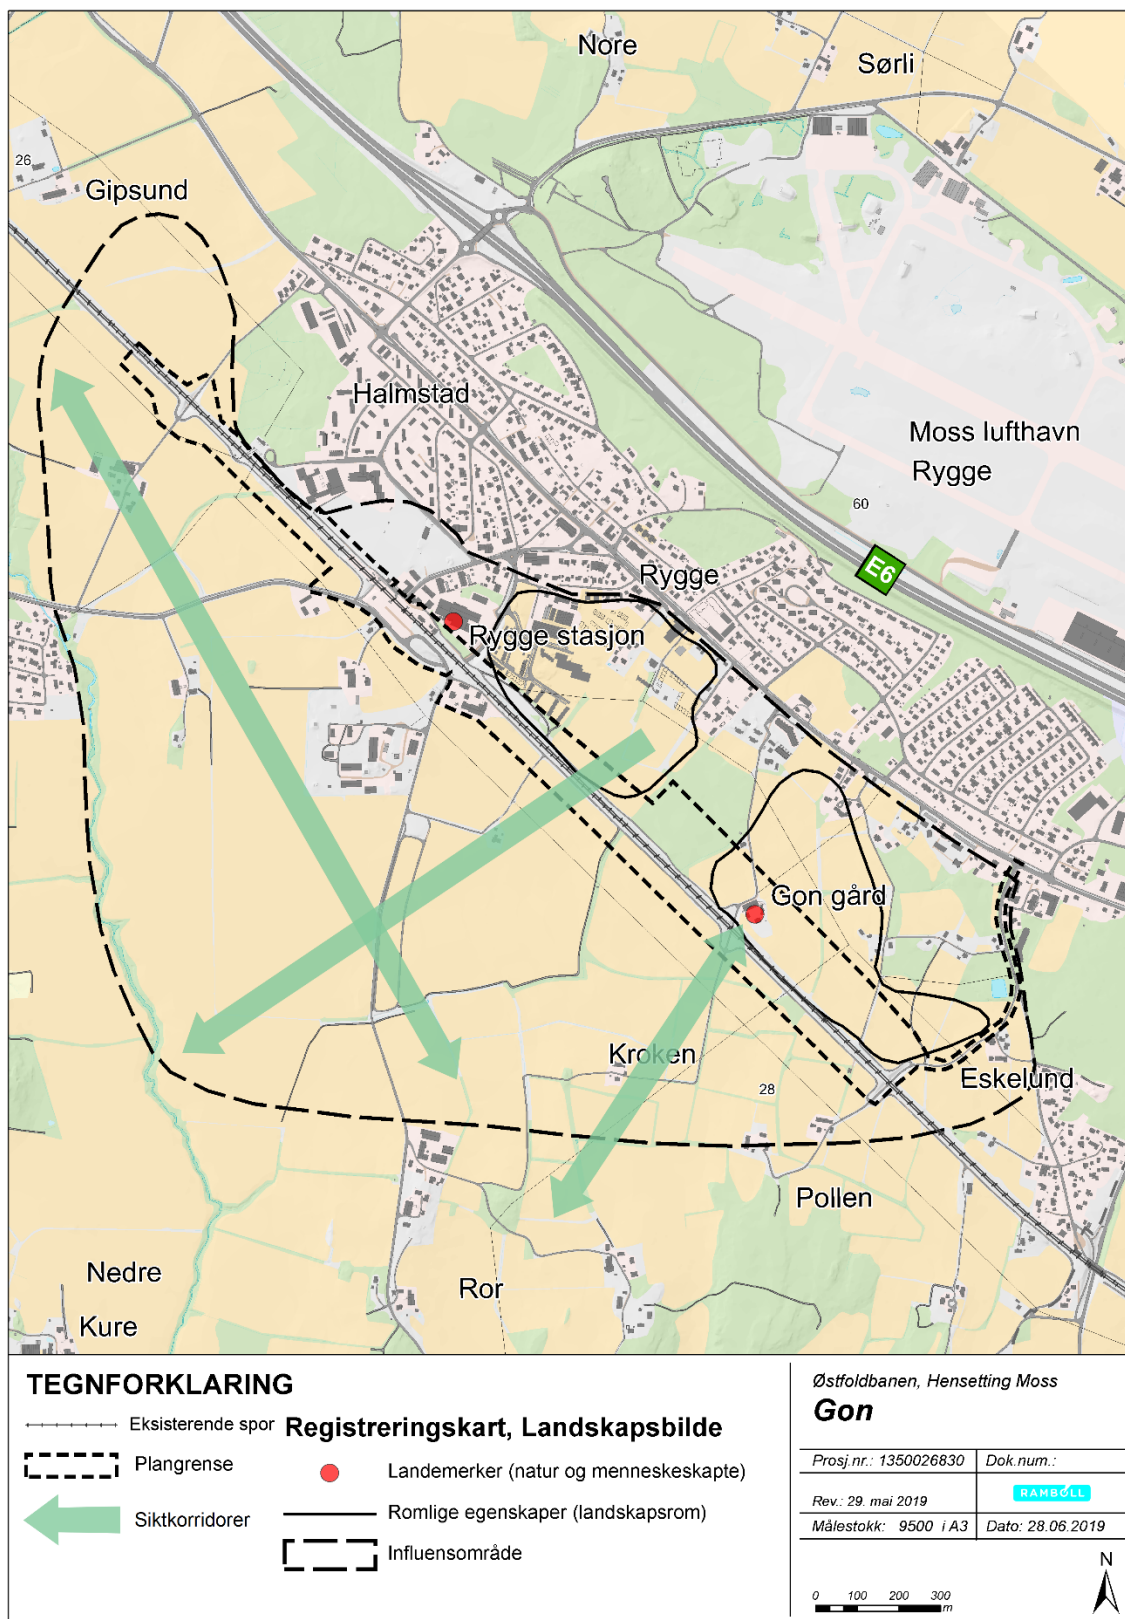 Nore
Sørli
26
Gipsund
Halmstad
Moss lufthavn
Rygge
60
E6
Rygge
Rygge stasjon
Gon gård
Kroken
28
Eskelund
Pollen
Nedre
Kure
Ror
TEGNFORKLARING
Eksisterende spor
Plangrense
Siktkorridorer
Registreringskart, Landskapsbilde
Landemerker (natur og menneskeskapte)
Romlige egenskaper (landskapsrom)
Influensområde
Østfoldbanen, Hensetting Moss
Gon
Prosj.nr.: 1350026830 Dok.num.:
Rev.: 29. mai 2019 RAMBOLL
Målestokk: 9500 i A3 Dato: 28.06.2019
N
0 100 200 300
m